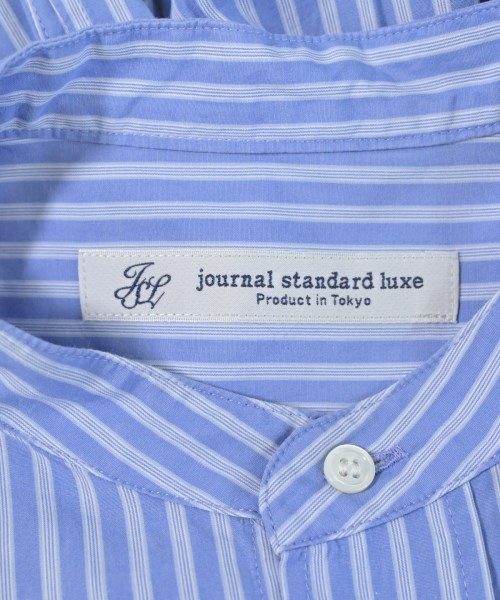 JSL
journal standard luxe
Product in Tokyo